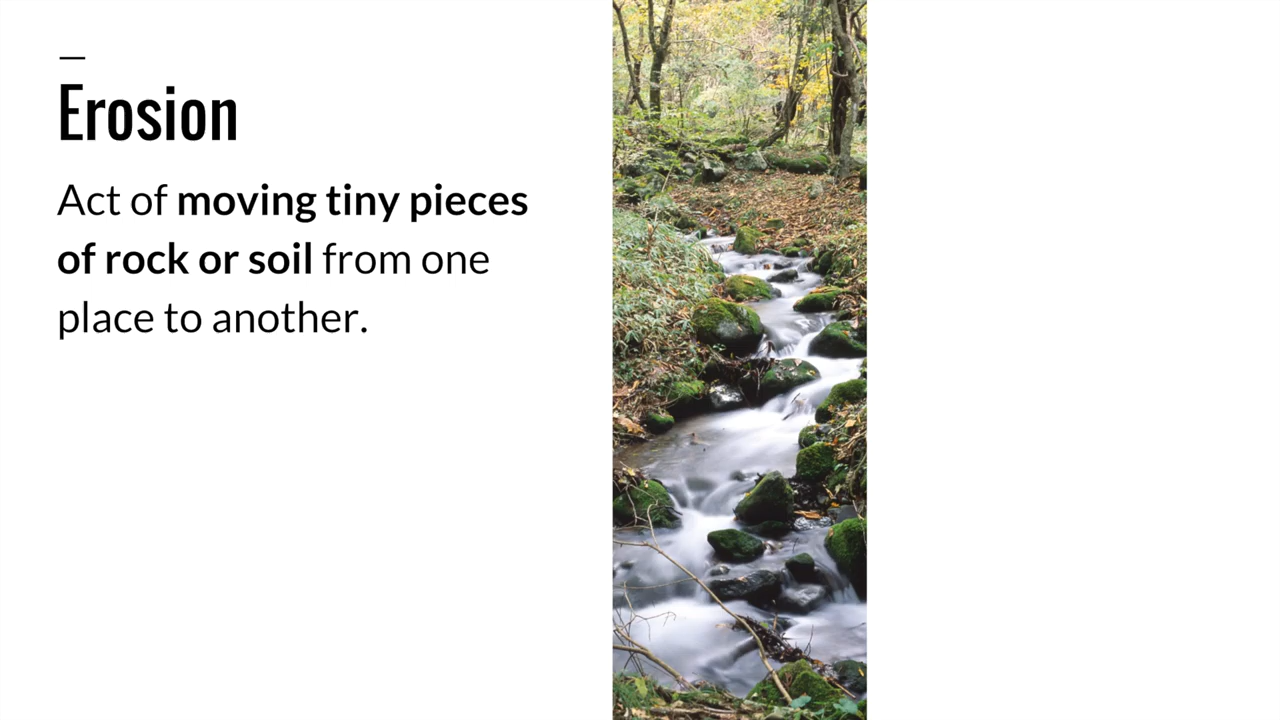 Erosion
Act of moving tiny pieces
of rock or soil from one
place to another.